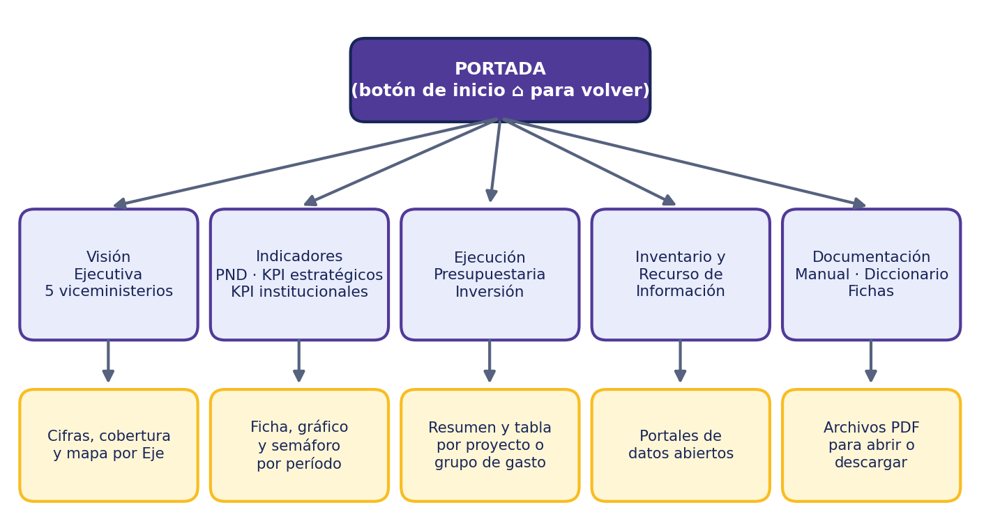 PORTADA
(botón de inicio ⌂ para volver)
Visión
Ejecutiva
5 viceministerios
Indicadores
PND · KPI estratégicos
KPI institucionales
Ejecución
Presupuestaria
Inversión
Inventario y
Recurso de
Información
Documentación
Manual · Diccionario
Fichas
Cifras, cobertura
y mapa por Eje
Ficha, gráfico
y semáforo
por período
Resumen y tabla
por proyecto o
grupo de gasto
Portales de
datos abiertos
Archivos PDF
para abrir o
descargar